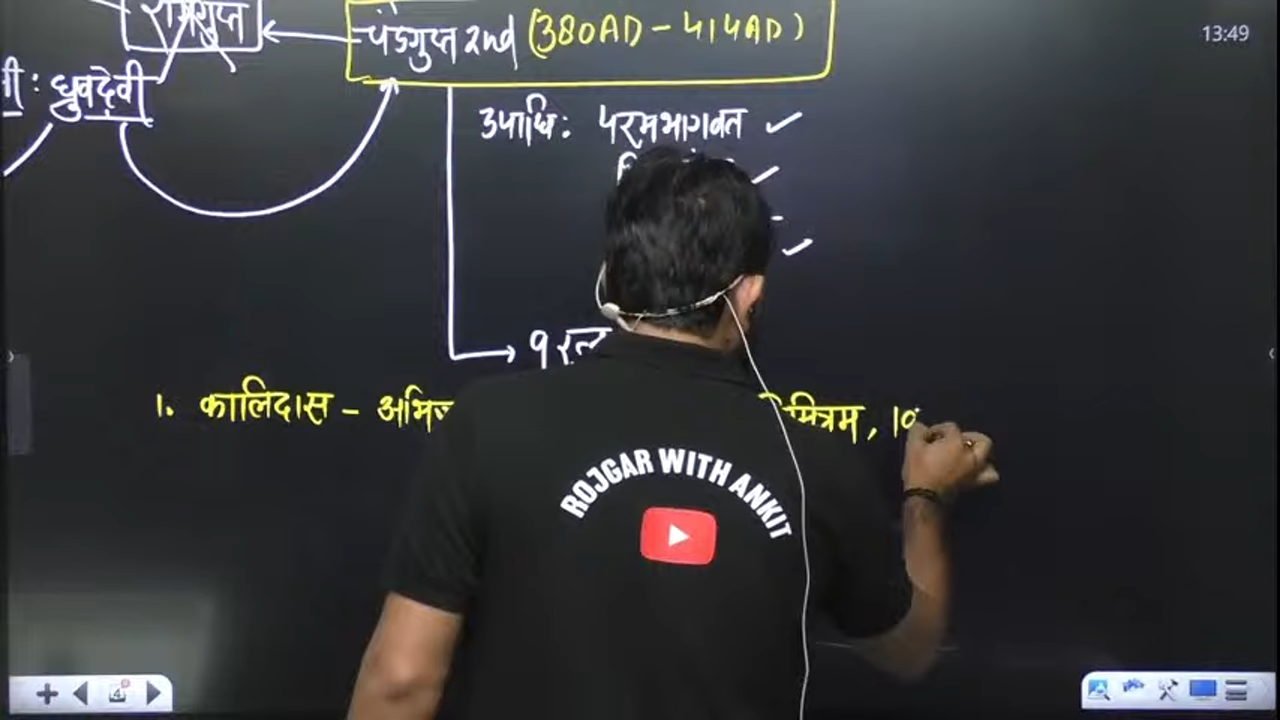 रामगुप्त
चंद्रगुप्त 2nd (380AD - 414AD)
13:49
: ध्रुवदेवी
उपाधि: परमभागवत ✓
→ 9 रत्न
1. कालिदास - अभिज्ञ
मित्रम,
ROJGAR WITH ANKIT